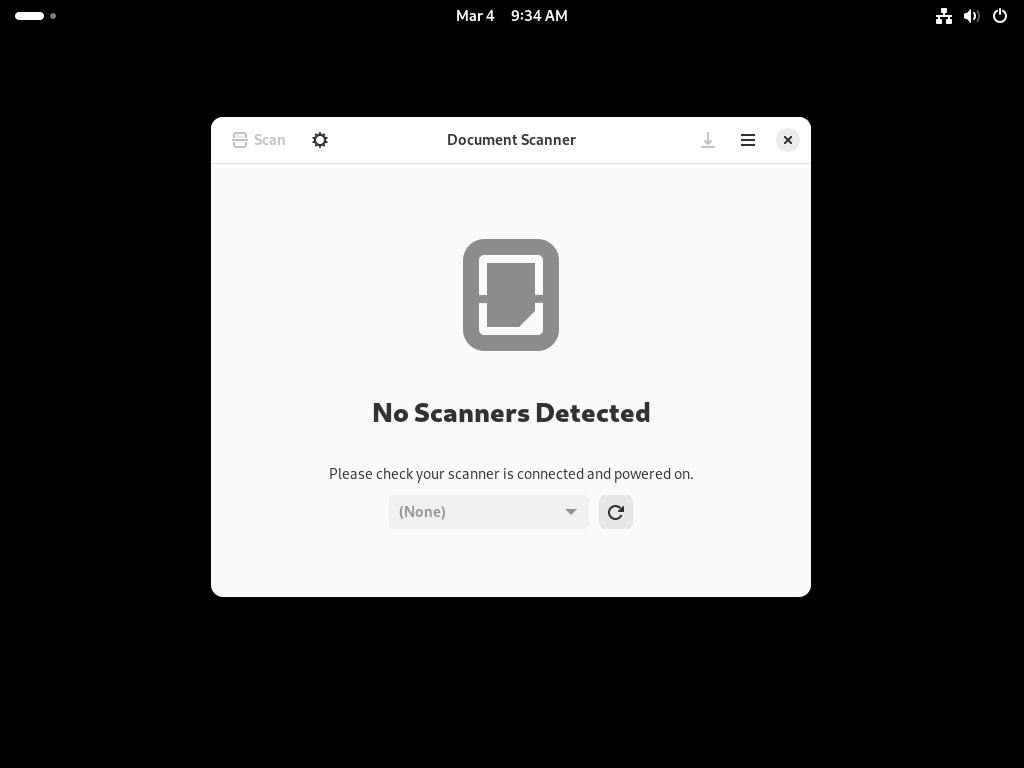 Mar 4 9:34 AM
Scan
Document Scanner
No Scanners Detected
Please check your scanner is connected and powered on.
(None)